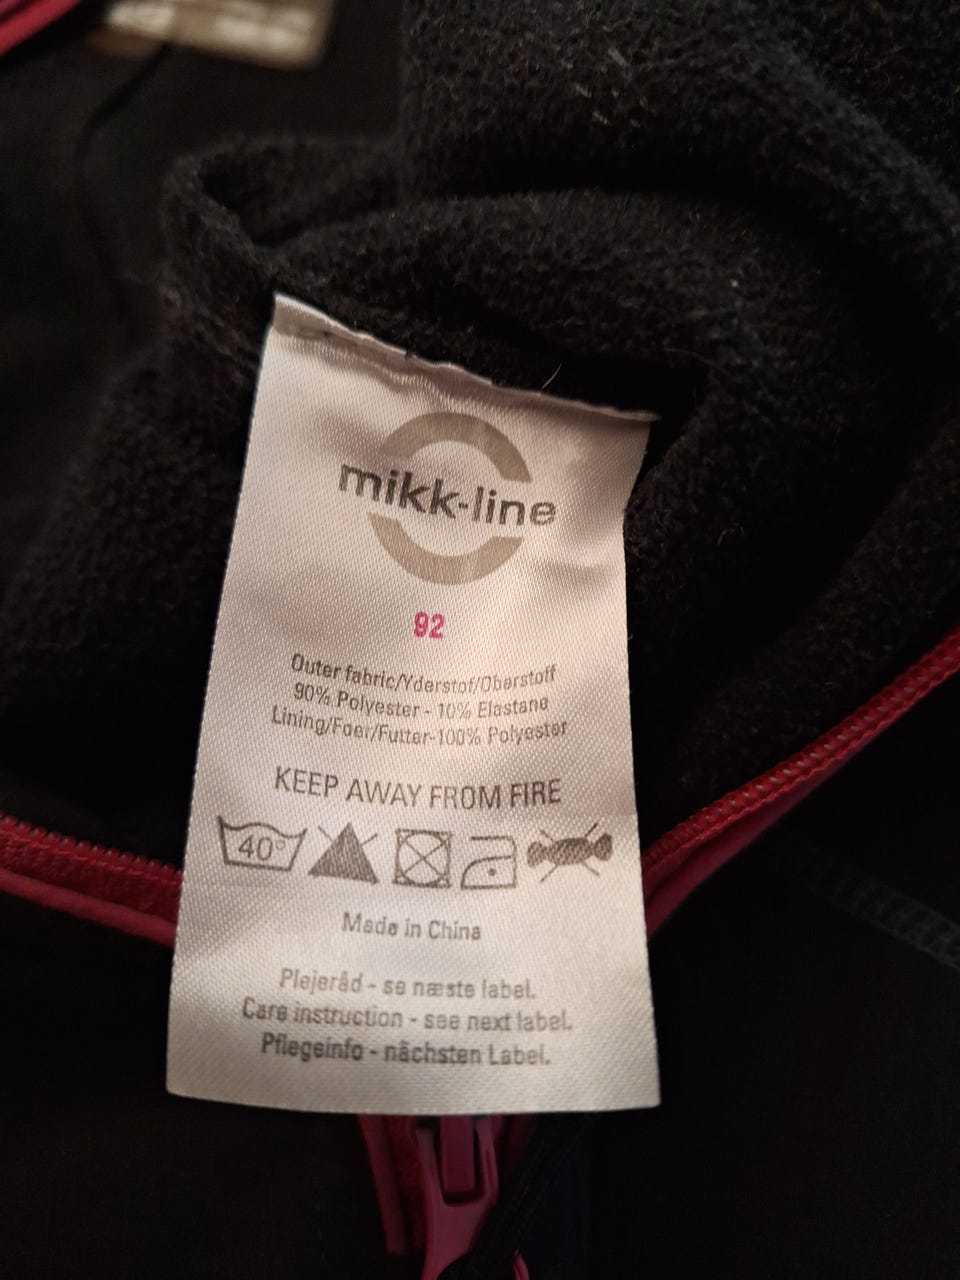 mikk-line
92
Outer fabric/Yderstof/Oberstoff
90% Polyester - 10% Elastane
Lining/Foer/Futter-100% Polyester
KEEP AWAY FROM FIRE
40°
Made in China
Plejeråd - se næste label.
Care instruction - see next label.
Pflegeinfo - nächsten Label.